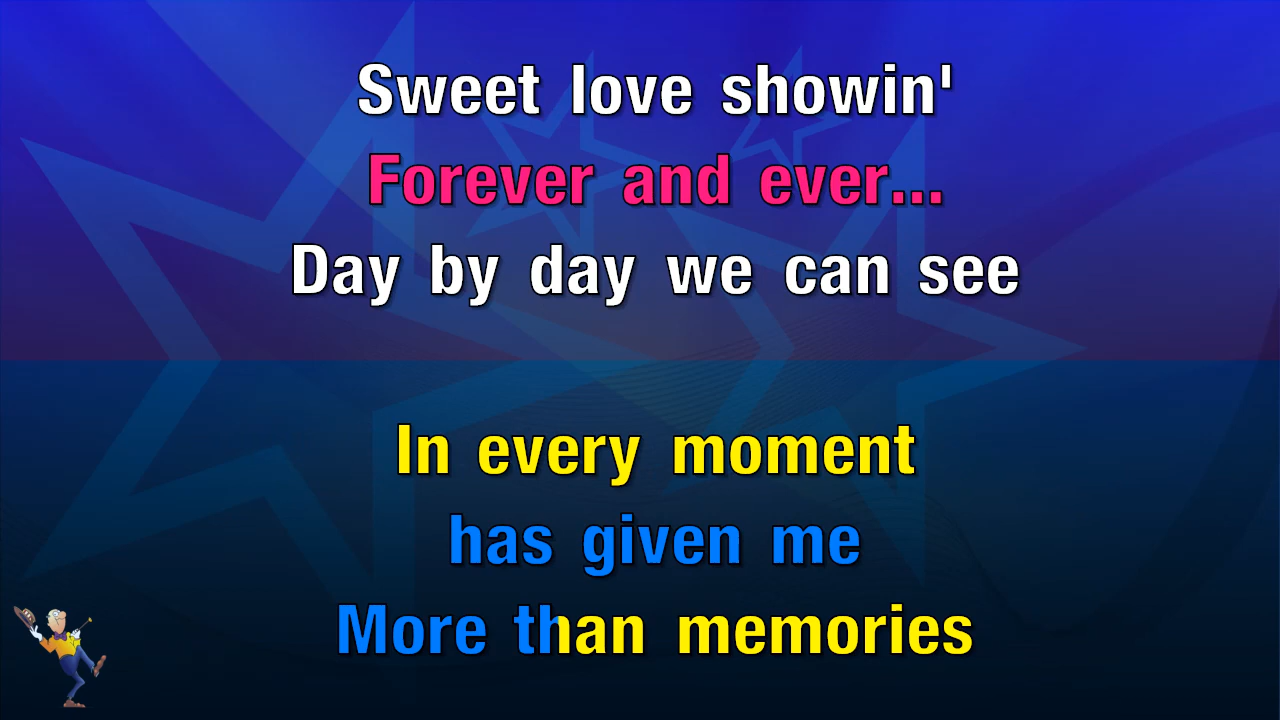 Sweet love showin'
Forever and ever...
Day by day we can see
In every moment
has given me
More than memories